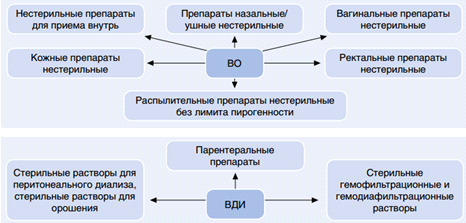 Нестерильные препараты
для приема внутрь
Препараты назальные/
ушные нестерильные
Вагинальные препараты
нестерильные
Кожные препараты
нестерильные
ВО
Ректальные препараты
нестерильные
Распылительные препараты нестерильные
без лимита пирогенности
Парентеральные
препараты
Стерильные растворы для
перитонеального диализа,
стерильные растворы для
орошения
ВДИ
Стерильные
гемофильтрационные и
гемодиафильтрационные
растворы